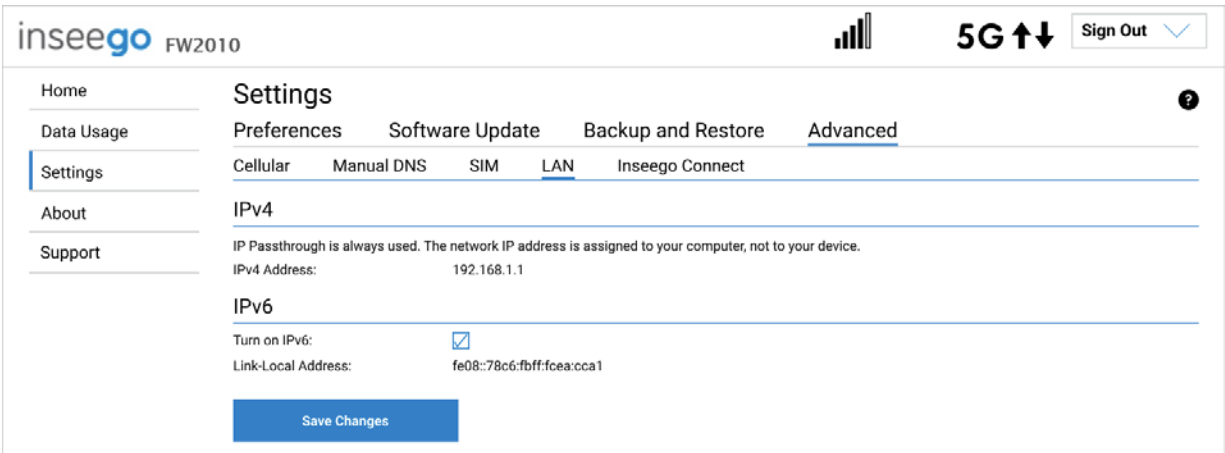 inseego FW2010 5G Sign Out
Home
Data Usage
Settings
About
Support
Settings
?
Preferences Software Update Backup and Restore Advanced
Cellular Manual DNS SIM LAN Inseego Connect
IPv4
IP Passthrough is always used. The network IP address is assigned to your computer, not to your device.
IPv4 Address: 192.168.1.1
IPv6
Turn on IPv6:
Link-Local Address: fe08::78c6:fbff:fcea:cca1
Save Changes